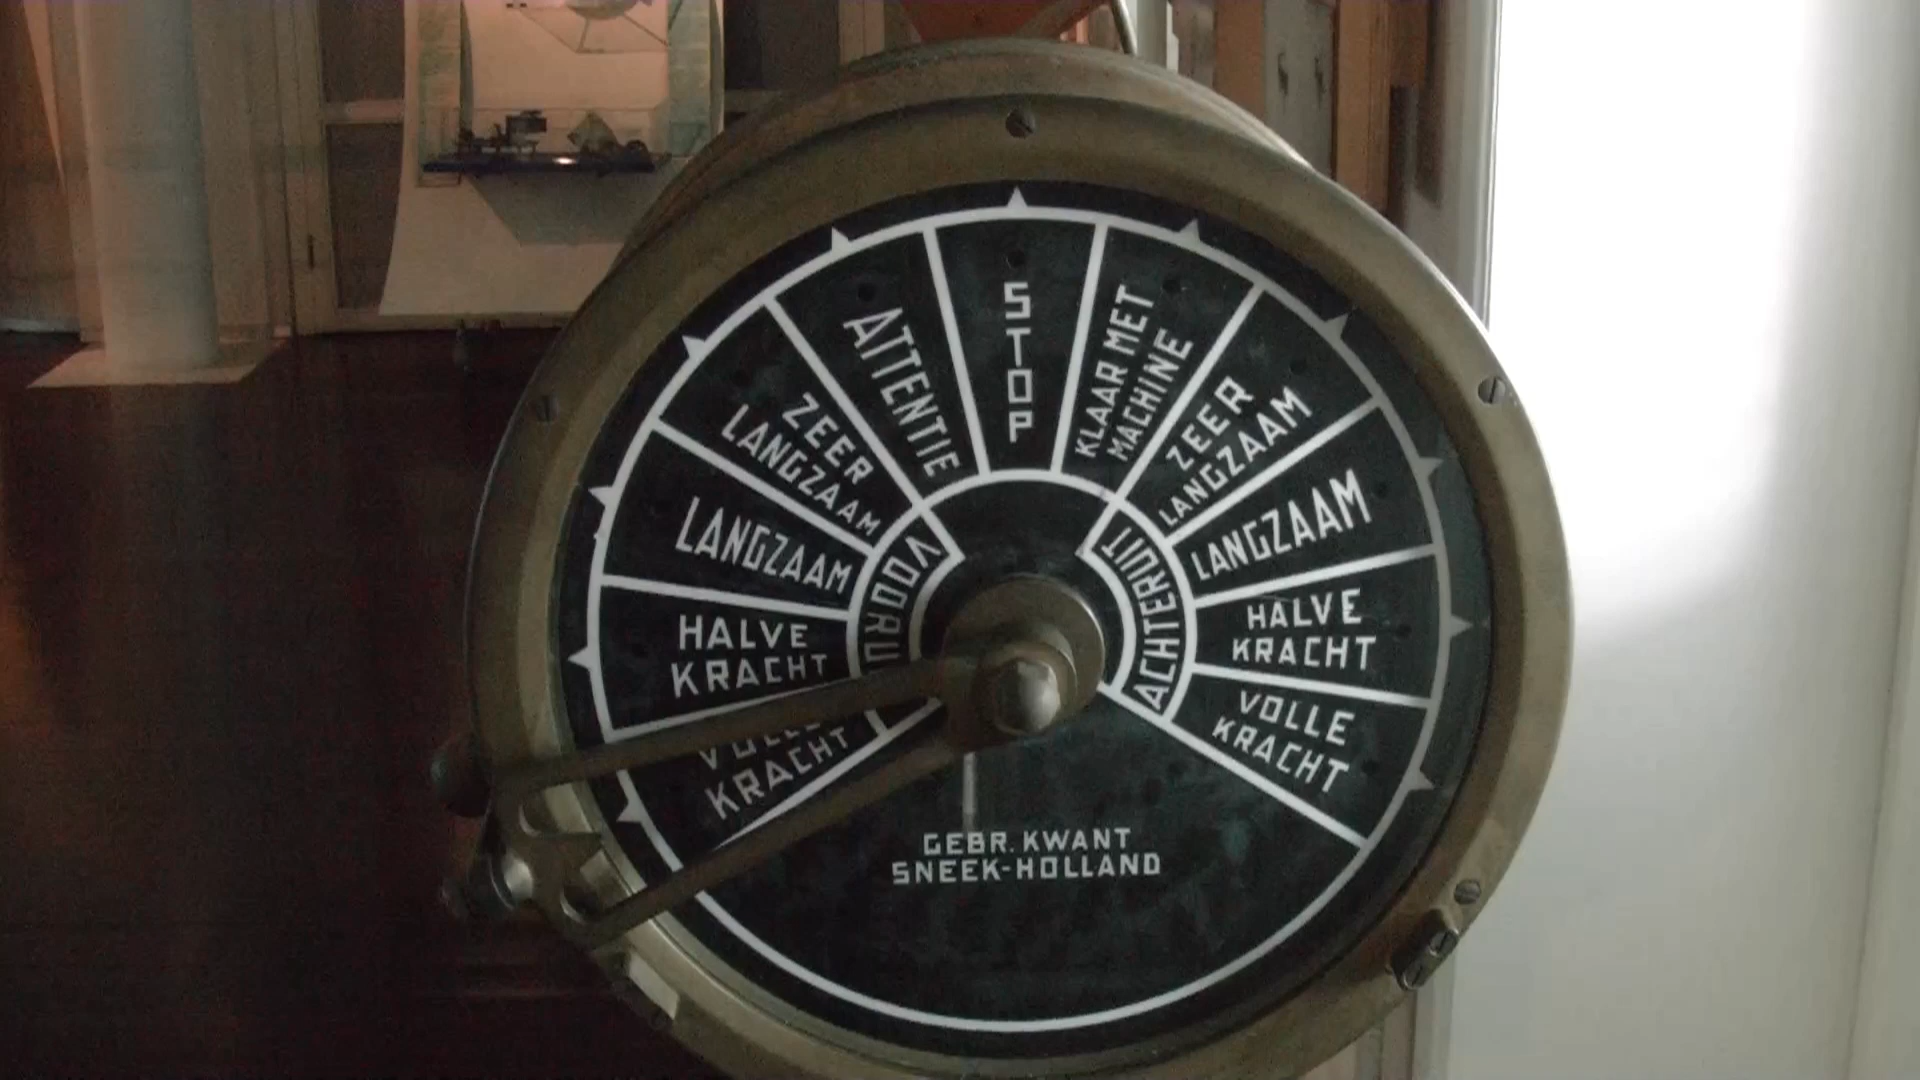 STOP
ATTENTIE
KLAAR MET
MACHINE
ZEER
LANGZAAM
ZEER
LANGZAAM
LANGZAAM
LANGZAAM
HALVE
KRACHT
HALVE
KRACHT
KRACHT
VOLLE
KRACHT
ACHTERUIT
GEBR. KWANT
SNEEK-HOLLAND